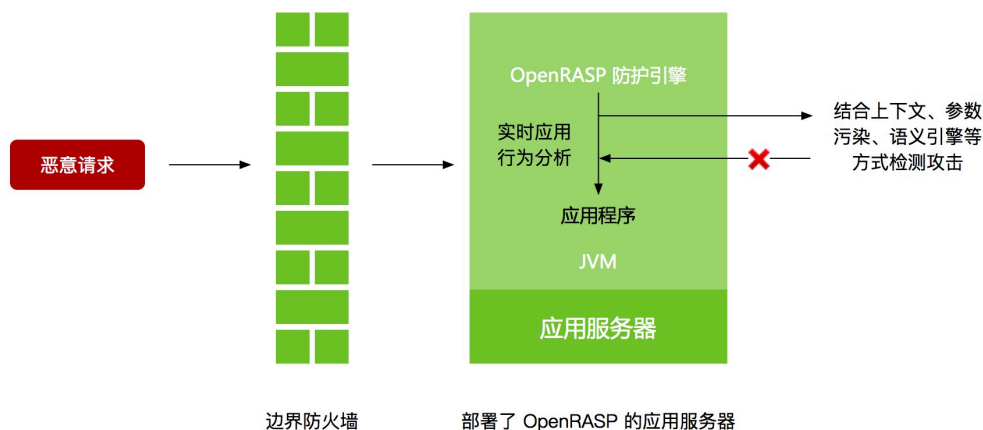 恶意请求
OpenRASP 防护引擎
实时应用
行为分析
应用程序
JVM
应用服务器
结合上下文、参数
污染、语义引擎等
方式检测攻击
边界防火墙
部署了 OpenRASP 的应用服务器